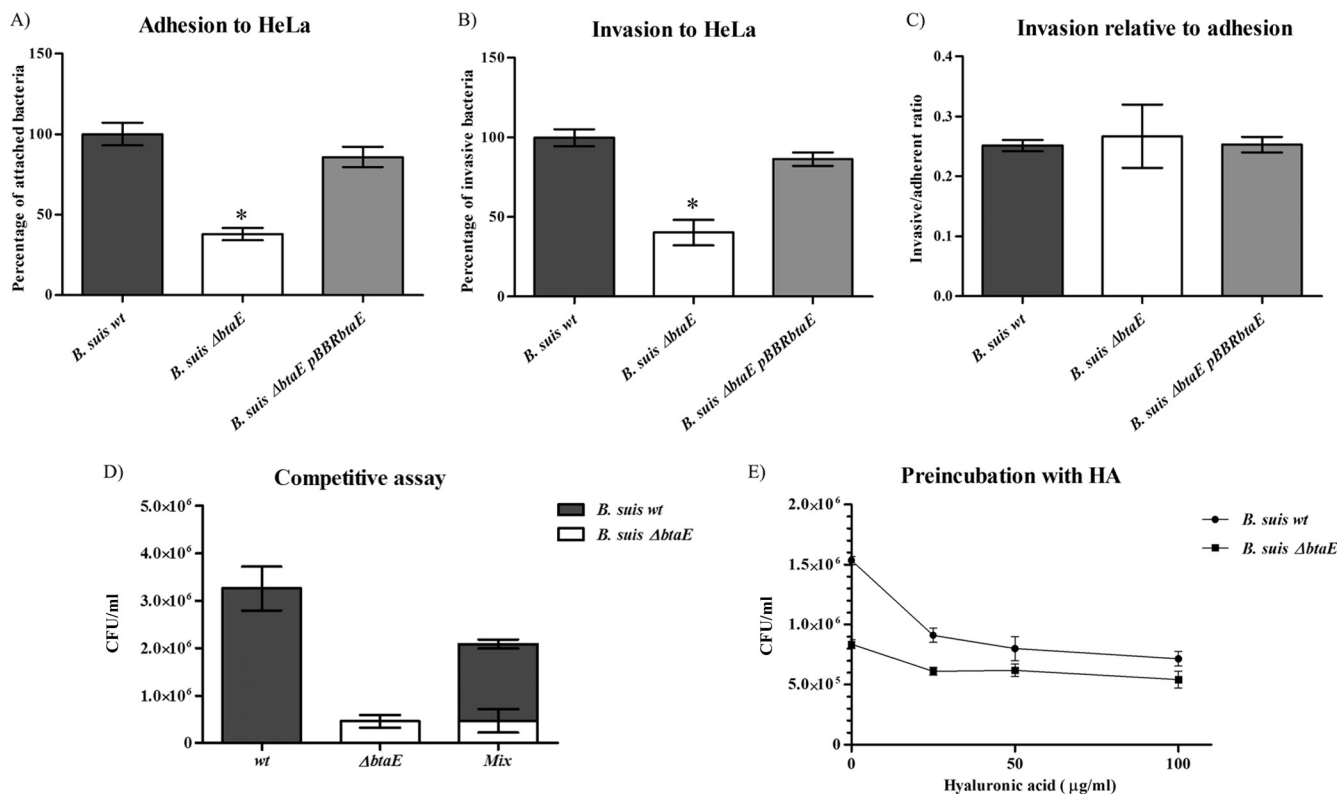 A)
Adhesion to HeLa
Percentage of attached bacteria
150
100
50
0
*
B. suis wt
B. suis ΔbtaE
B. suis ΔbtaE pBBRbtaE
B)
Invasion to HeLa
Percentage of invasive bacteria
150
100
50
0
*
B. suis wt
B. suis ΔbtaE
B. suis ΔbtaE pBBRbtaE
C)
Invasion relative to adhesion
Invasive/adherent ratio
0.4
0.3
0.2
0.1
0.0
B. suis wt
B. suis ΔbtaE
B. suis ΔbtaE pBBRbtaE
D)
Competitive assay
CFU/ml
5.0×10⁶
4.0×10⁶
3.0×10⁶
2.0×10⁶
1.0×10⁶
0
wt
ΔbtaE
Mix
B. suis wt
B. suis ΔbtaE
E)
Preincubation with HA
CFU/ml
2.0×10⁶
1.5×10⁶
1.0×10⁶
5.0×10⁵
0
0
50
100
Hyaluronic acid ( μg/ml)
B. suis wt
B. suis ΔbtaE